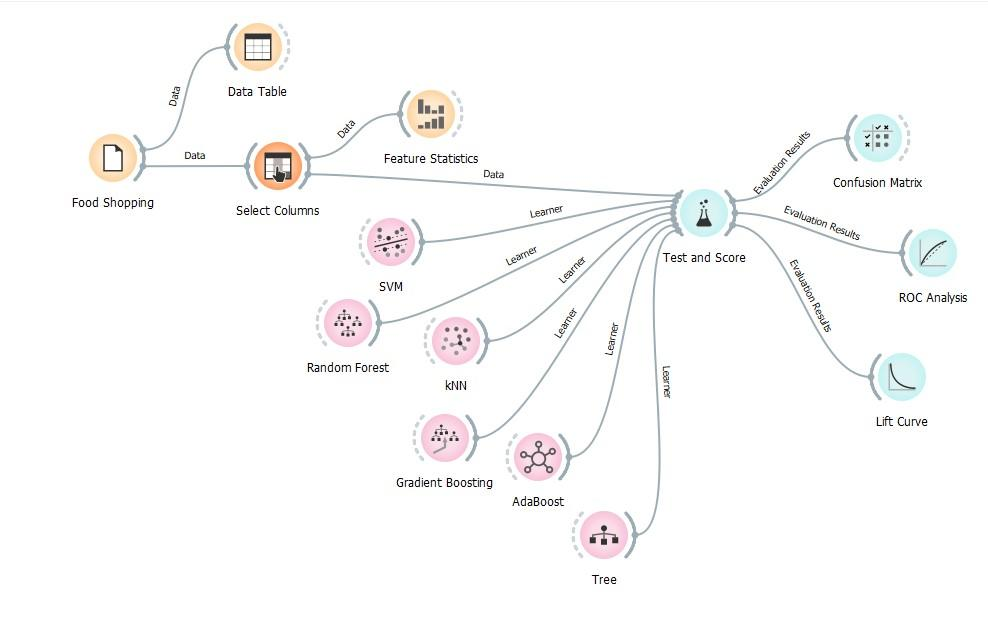 Data
Data Table
Data
Food Shopping
Data
Select Columns
Data
Feature Statistics
Learner
SVM
Learner
Random Forest
Learner
kNN
Learner
Gradient Boosting
Learner
AdaBoost
Learner
Tree
Test and Score
Evaluation Results
Confusion Matrix
Evaluation Results
ROC Analysis
Evaluation Results
Lift Curve